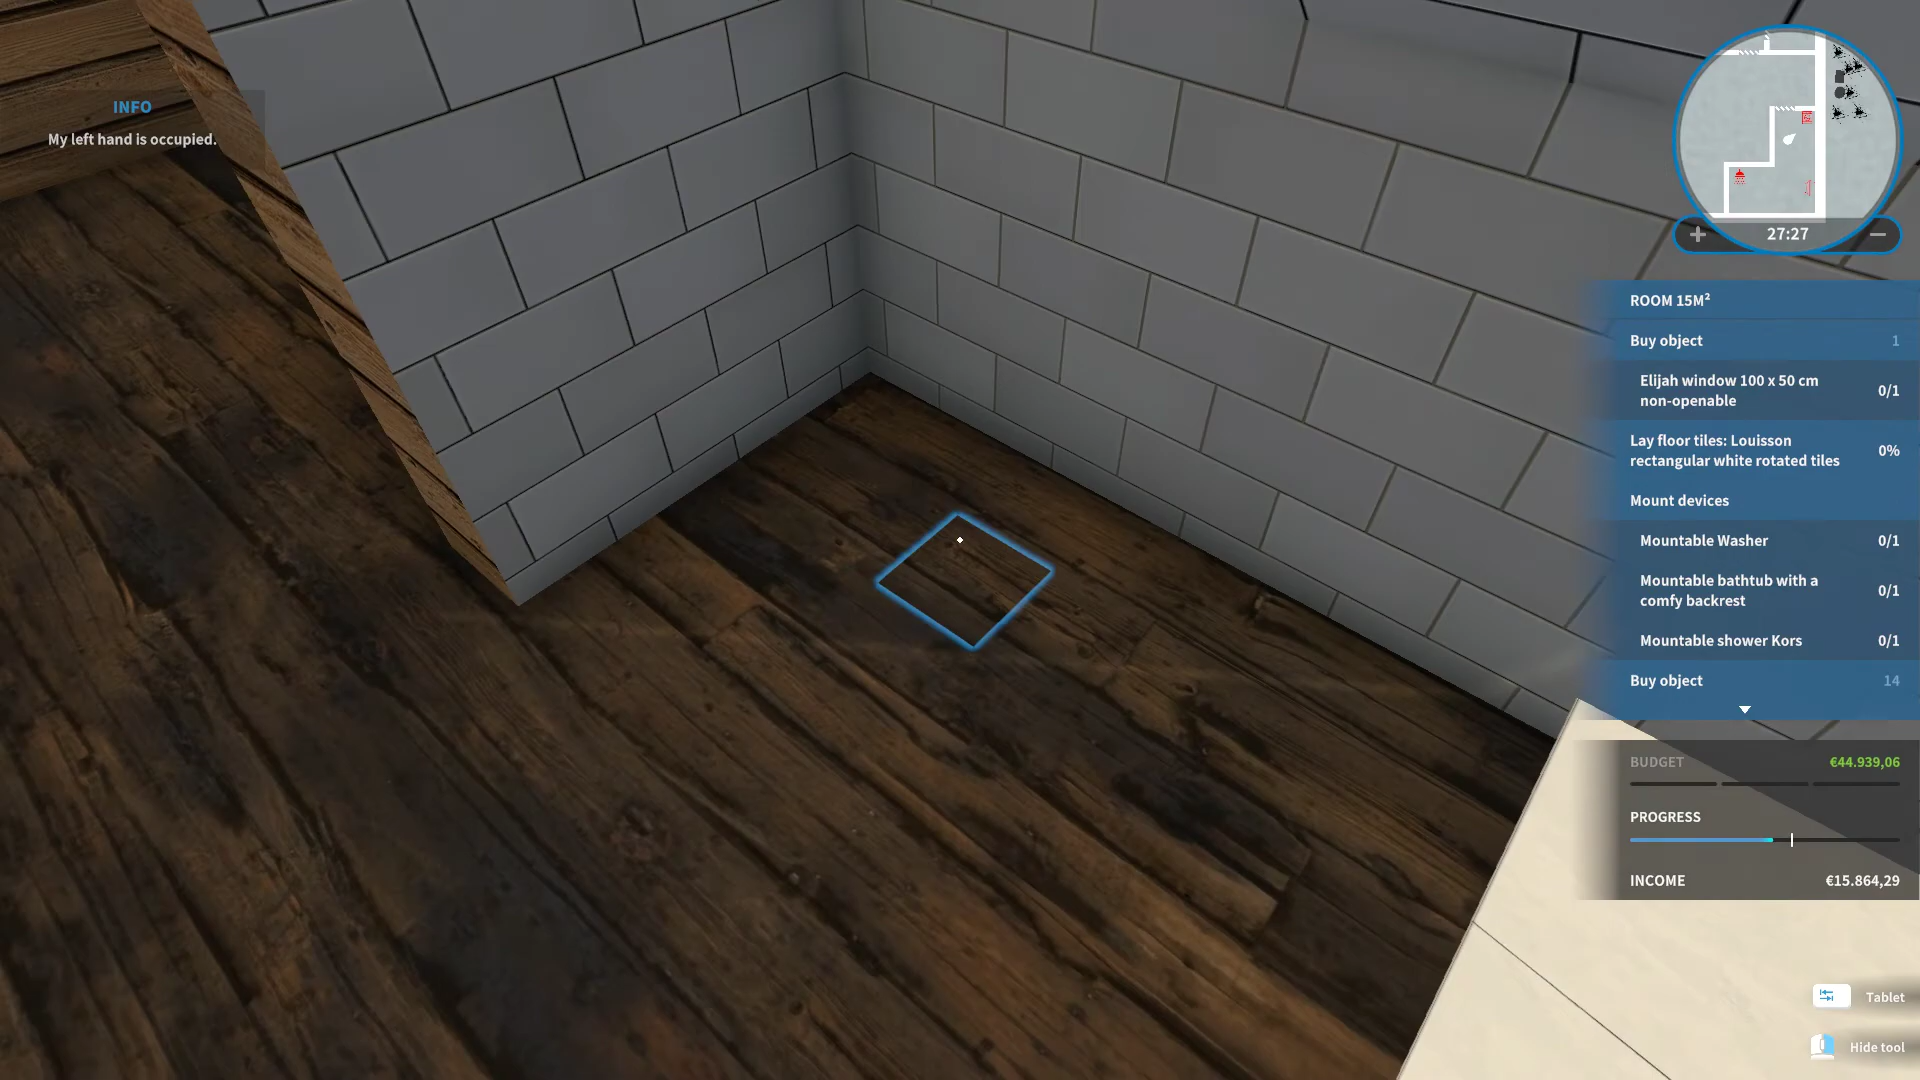 INFO
My left hand is occupied.
27:27
ROOM 15M²
Buy object 1
Elijah window 100 x 50 cm
non-openable 0/1
Lay floor tiles: Louisson
rectangular white rotated tiles 0%
Mount devices
Mountable Washer 0/1
Mountable bathtub with a
comfy backrest 0/1
Mountable shower Kors 0/1
Buy object 14
BUDGET €44.939,06
PROGRESS
INCOME €15.864,29
Tablet
Hide tool